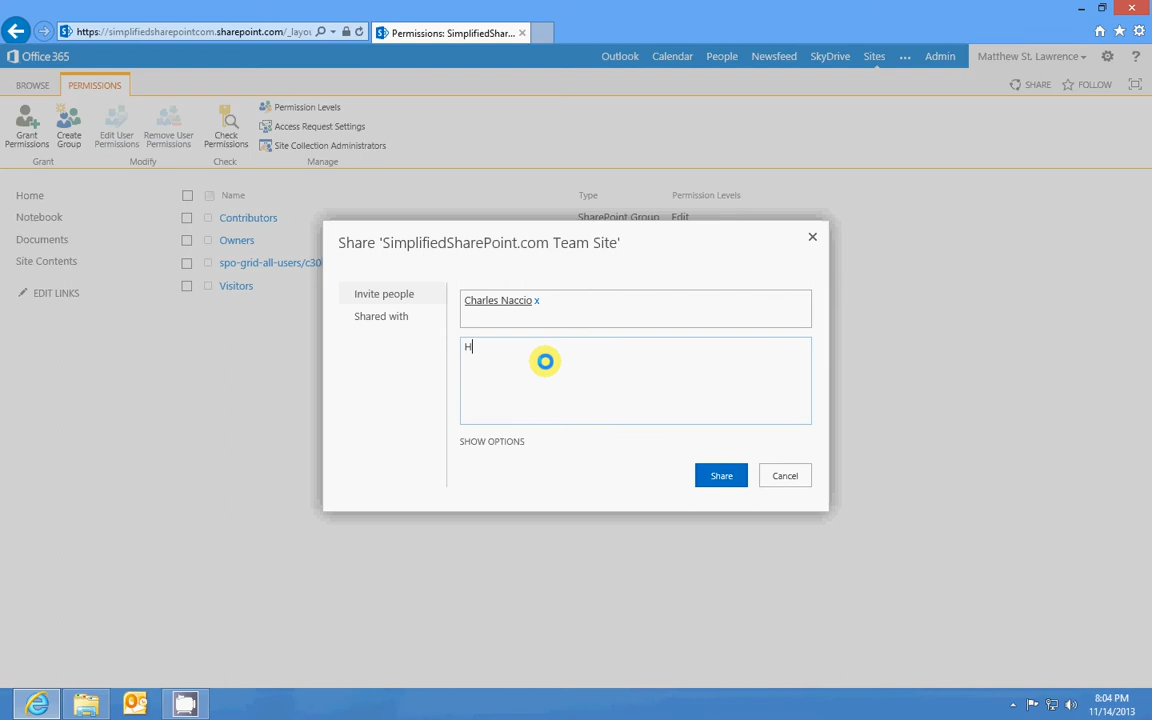 https://simplifiedsharepointcom.sharepoint.com/_layou
Permissions: SimplifiedShar...
Office 365
Outlook Calendar People Newsfeed SkyDrive Sites ... Admin Matthew St. Lawrence ?
BROWSE PERMISSIONS SHARE FOLLOW
Grant Permissions
Create Group
Edit User Permissions
Remove User Permissions
Check Permissions
Permission Levels
Access Request Settings
Site Collection Administrators
Grant Modify Check Manage
Home
Notebook
Documents
Site Contents
EDIT LINKS
Name Type Permission Levels
Contributors SharePoint Group Edit
Owners
spo-grid-all-users/c30
Visitors
Share 'SimplifiedSharePoint.com Team Site'
Invite people
Shared with
Charles Naccio x
H
SHOW OPTIONS
Share Cancel
8:04 PM
11/14/2013